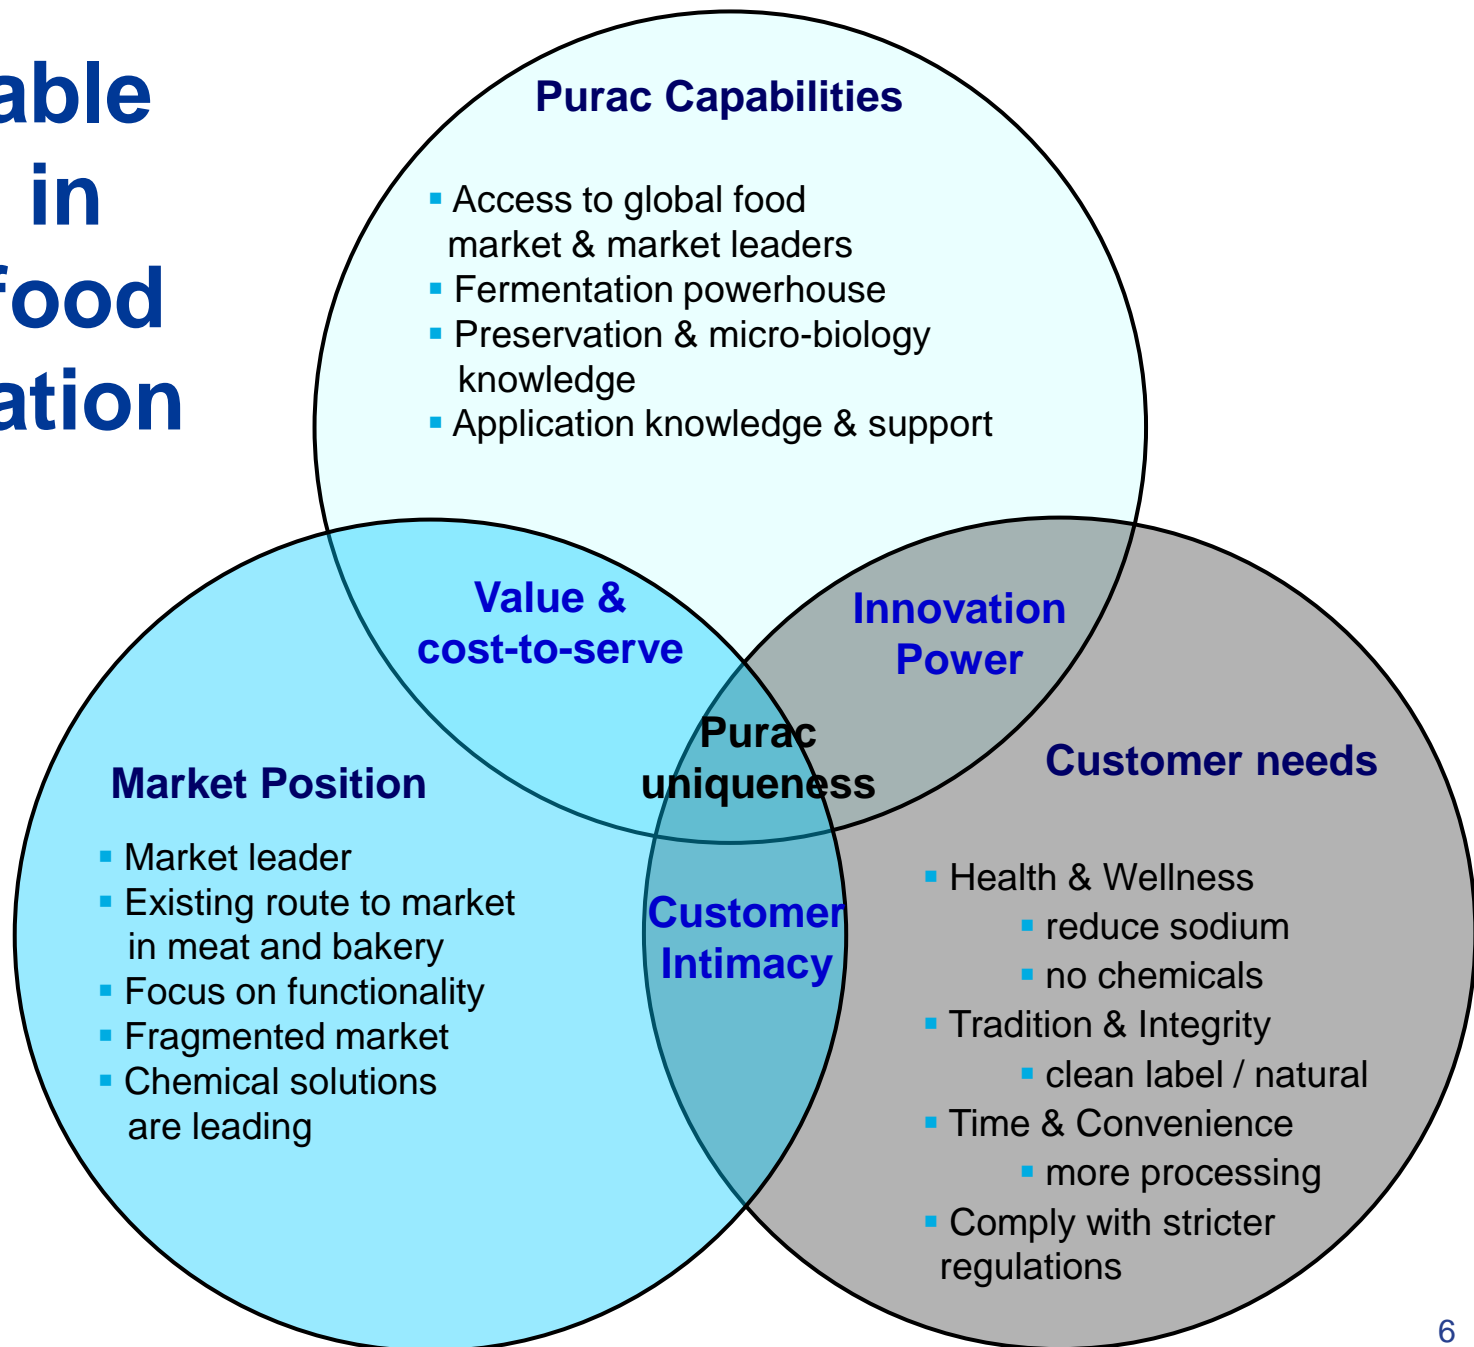 able
in
food
ation
Purac Capabilities
▪ Access to global food
market & market leaders
▪ Fermentation powerhouse
▪ Preservation & micro-biology
knowledge
▪ Application knowledge & support
Value &
cost-to-serve
Innovation
Power
Purac
uniqueness
Market Position
▪ Market leader
▪ Existing route to market
in meat and bakery
▪ Focus on functionality
▪ Fragmented market
▪ Chemical solutions
are leading
Customer
Intimacy
Customer needs
▪ Health & Wellness
▪ reduce sodium
▪ no chemicals
▪ Tradition & Integrity
▪ clean label / natural
▪ Time & Convenience
▪ more processing
▪ Comply with stricter
regulations
6